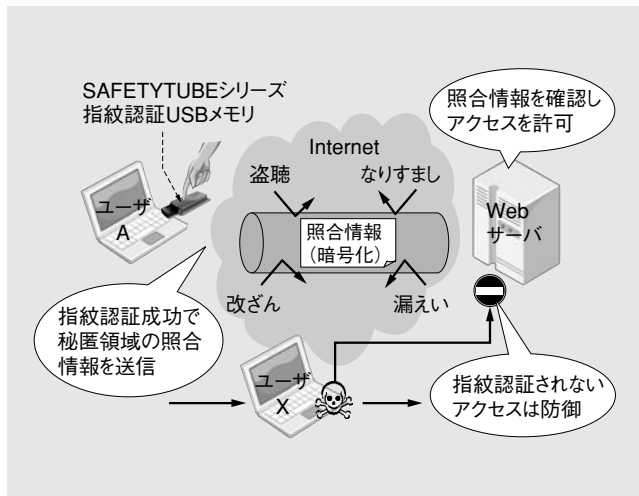 SAFETYTUBEシリーズ
指紋認証USBメモリ
照合情報を確認し
アクセスを許可
Internet
盗聴
なりすまし
ユーザ
A
照合情報
（暗号化）
Web
サーバ
改ざん
漏えい
指紋認証成功で
秘匿領域の照合
情報を送信
ユーザ
X
指紋認証されない
アクセスは防御